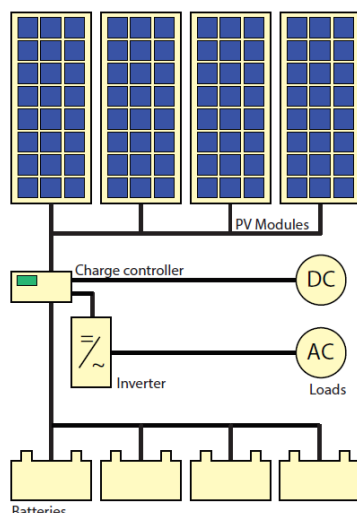 PV Modules
Charge controller
DC
AC
Inverter
Loads
Batteries